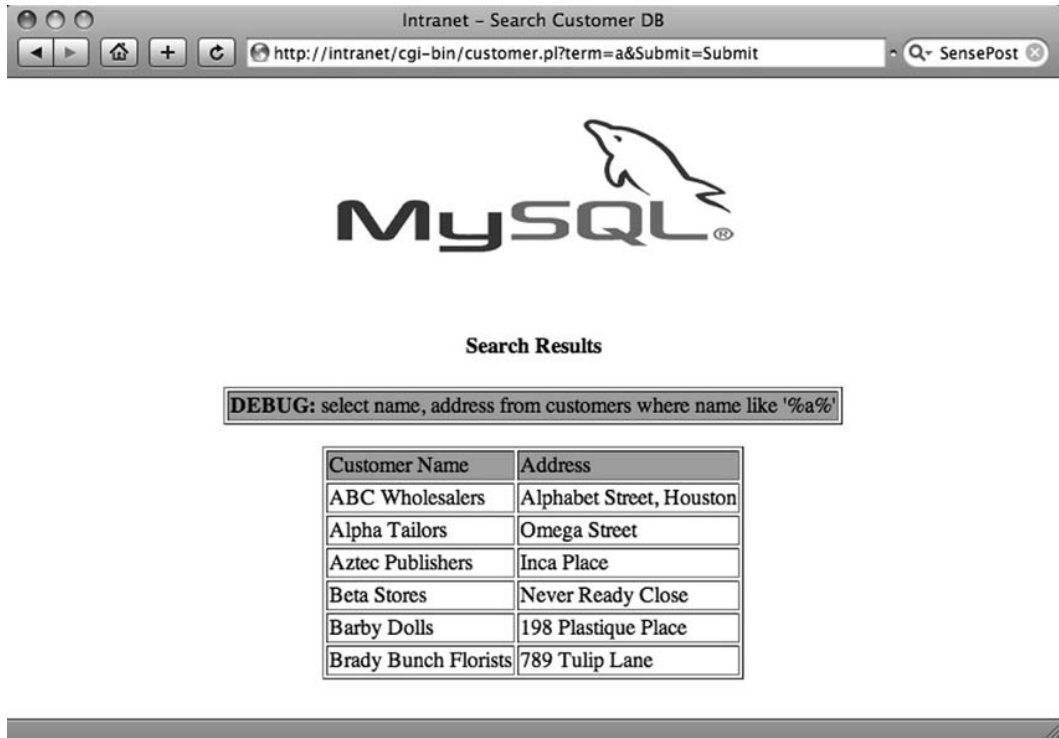 Intranet – Search Customer DB
http://intranet/cgi-bin/customer.pl?term=a&Submit=Submit
SensePost
MySQL®
Search Results
DEBUG: select name, address from customers where name like '%a%'
Customer Name Address
ABC Wholesalers Alphabet Street, Houston
Alpha Tailors Omega Street
Aztec Publishers Inca Place
Beta Stores Never Ready Close
Barby Dolls 198 Plastique Place
Brady Bunch Florists 789 Tulip Lane